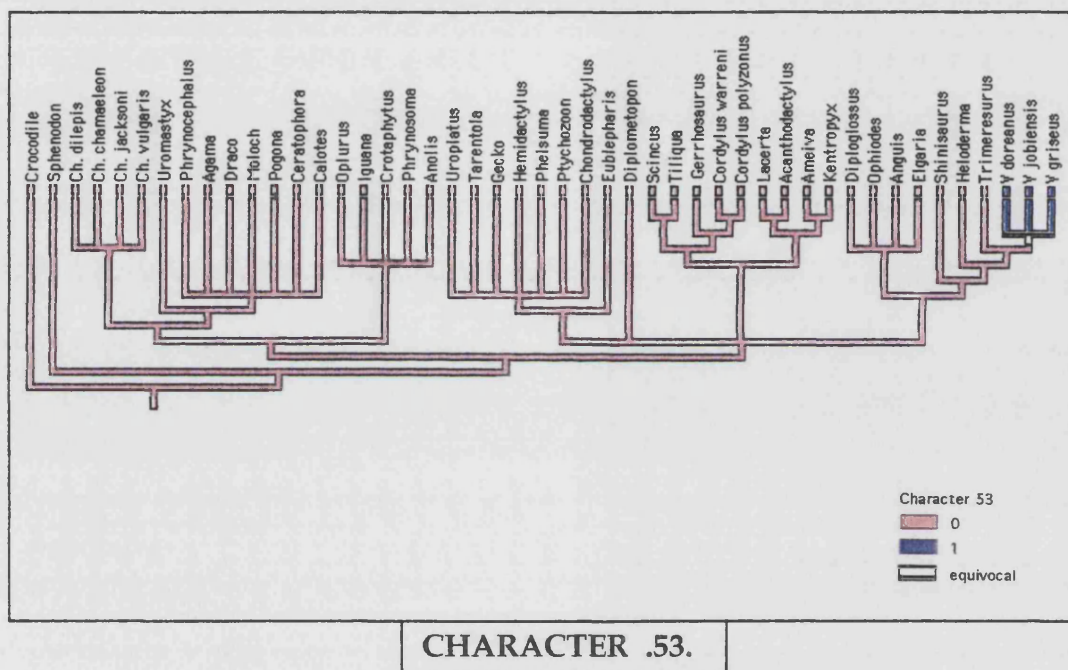 Crocodile
Sphenodon
Ch. dilepis
Ch. chamaeleon
Ch. jacksoni
Ch. vulgaris
Uromastyx
Phrynocephalus
Agama
Draco
Moloch
Pogona
Ceratophora
Calotes
Oplurus
Iguana
Crotaphytus
Phrynosoma
Anolis
Uroplatus
Tarentola
Gecko
Hemidactylus
Phelsuma
Ptychozoon
Chondrodactylus
Eublepharis
Diplometopon
Scincus
Tiliqua
Gerrhosaurus
Cordylus warreni
Cordylus polyzonus
Lacerta
Acanthodactylus
Ameiva
Kentropyx
Diploglossus
Ophiodes
Anguis
Elgaria
Shinisaurus
Heloderma
Trimeresurus
V doreanus
V jobiensis
V griseus
Character 53
0
1
equivocal
CHARACTER .53.